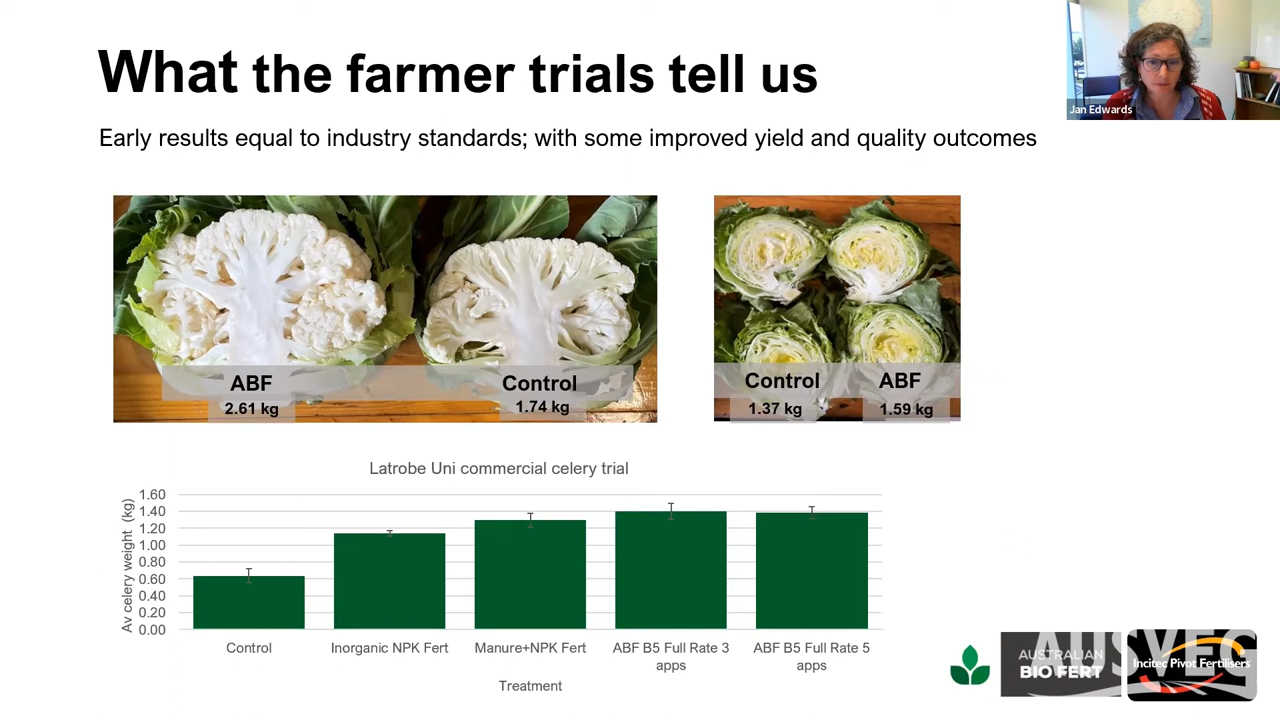 What the farmer trials tell us
Jan Edwards
Early results equal to industry standards; with some improved yield and quality outcomes
ABF
2.61 kg
Control
1.74 kg
Control
1.37 kg
ABF
1.59 kg
Latrobe Uni commercial celery trial
Av celery weight (kg)
1.60
1.40
1.20
1.00
0.80
0.60
0.40
0.20
0.00
Control
Inorganic NPK Fert
Manure+NPK Fert
ABF B5 Full Rate 3
apps
ABF B5 Full Rate 5
apps
Treatment
AUSTRALIAN
BIO FERT
AUSVEG
Incitec Pivot Fertilisers